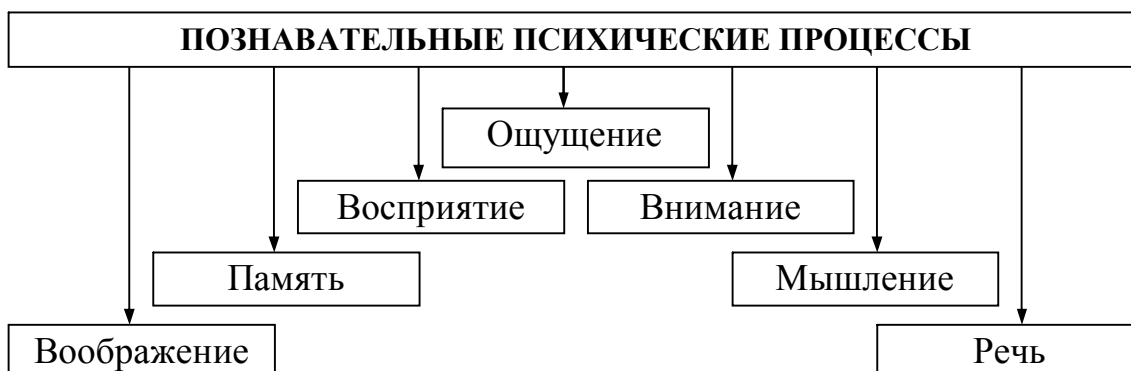 ПОЗНАВАТЕЛЬНЫЕ ПСИХИЧЕСКИЕ ПРОЦЕССЫ
Ощущение
Восприятие Внимание
Память Мышление
Воображение Речь